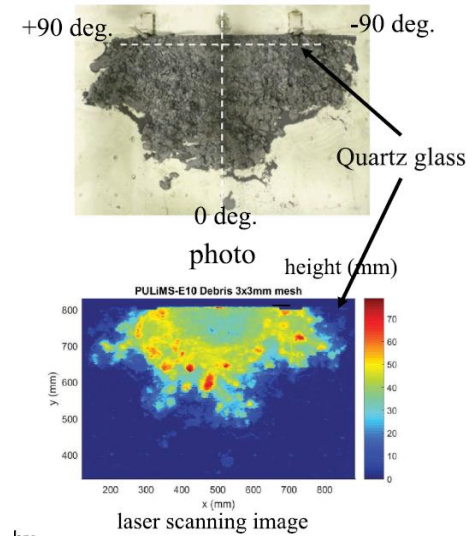 +90 deg.
-90 deg.
Quartz glass
0 deg.
photo
height (mm)
PULiMS-E10 Debris 3x3mm mesh
800
700
600
500
400
y (mm)
200 300 400 500 600 700 800
x (mm)
70
60
50
40
30
20
10
0
laser scanning image